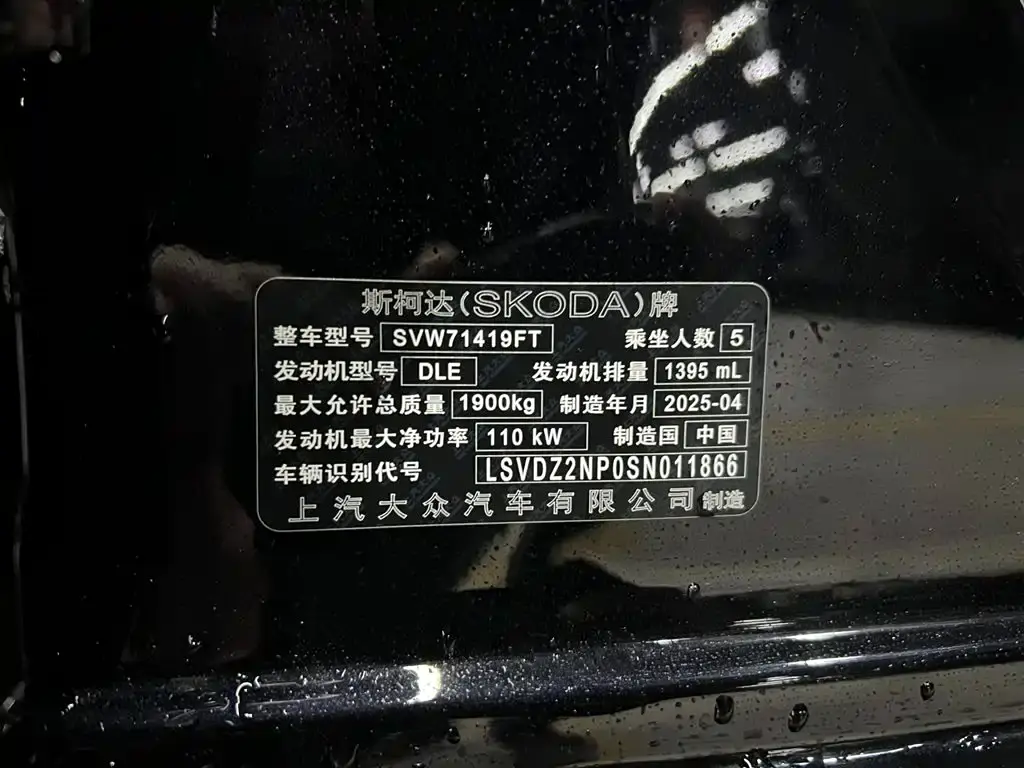 斯柯达(SKODA)牌
整车型号 SVW71419FT 乘坐人数 5
发动机型号 DLE 发动机排量 1395 mL
最大允许总质量 1900kg 制造年月 2025-04
发动机最大净功率 110 kW 制造国 中国
车辆识别代号 LSVDZ2NP0SN011866
上汽大众汽车有限公司 制造